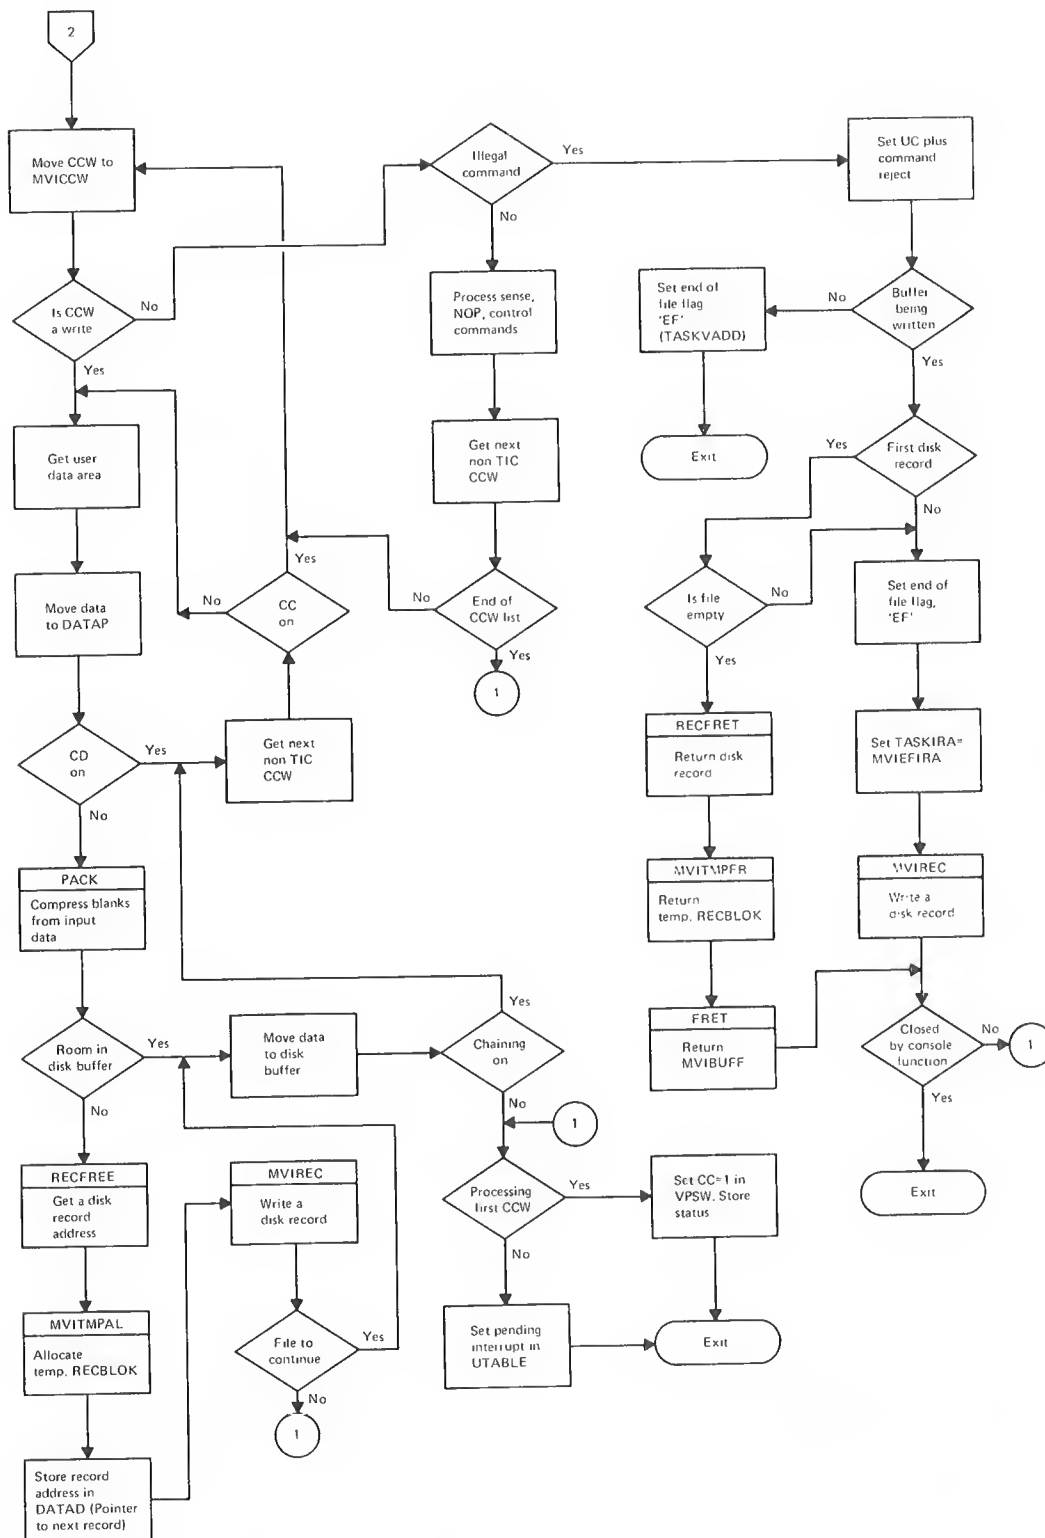 2
Move CCW to
MVICCW
Is CCW
a write
No
Yes
Get user
data area
Move data
to DATAP
CD
on
Yes
No
PACK
Compress blanks
from input
data
Room in
disk buffer
Yes
No
RECFREE
Get a disk
record
address
MVITMPAL
Allocate
temp. RECBLOK
Store record
address in
DATAD (Pointer
to next record)
MVIREC
Write a
disk record
File to
continue
Yes
No
1
Move data
to disk
buffer
Chaining
on
Yes
No
1
Processing
first CCW
Yes
No
Set CC=1 in
VPSW. Store
status
Set pending
interrupt in
UTABLE
Exit
Get next
non TIC
CCW
CC
on
Yes
No
Illegal
command
Yes
No
Process sense,
NOP, control
commands
Get next
non TIC
CCW
End of
CCW list
No
Yes
1
Set UC plus
command
reject
Buffer
being
written
No
Yes
Set end of
file flag
'EF'
(TASKVADD)
Exit
First disk
record
Yes
No
Is file
empty
No
Yes
RECFRET
Return disk
record
MVITMPFR
Return
temp. RECBLOK
FRET
Return
MVIBUFF
Set end of
file flag,
'EF'
Set TASKIRA=
MVIEFIRA
MVIREC
Write a
disk record
Closed
by console
function
No
1
Yes
Exit